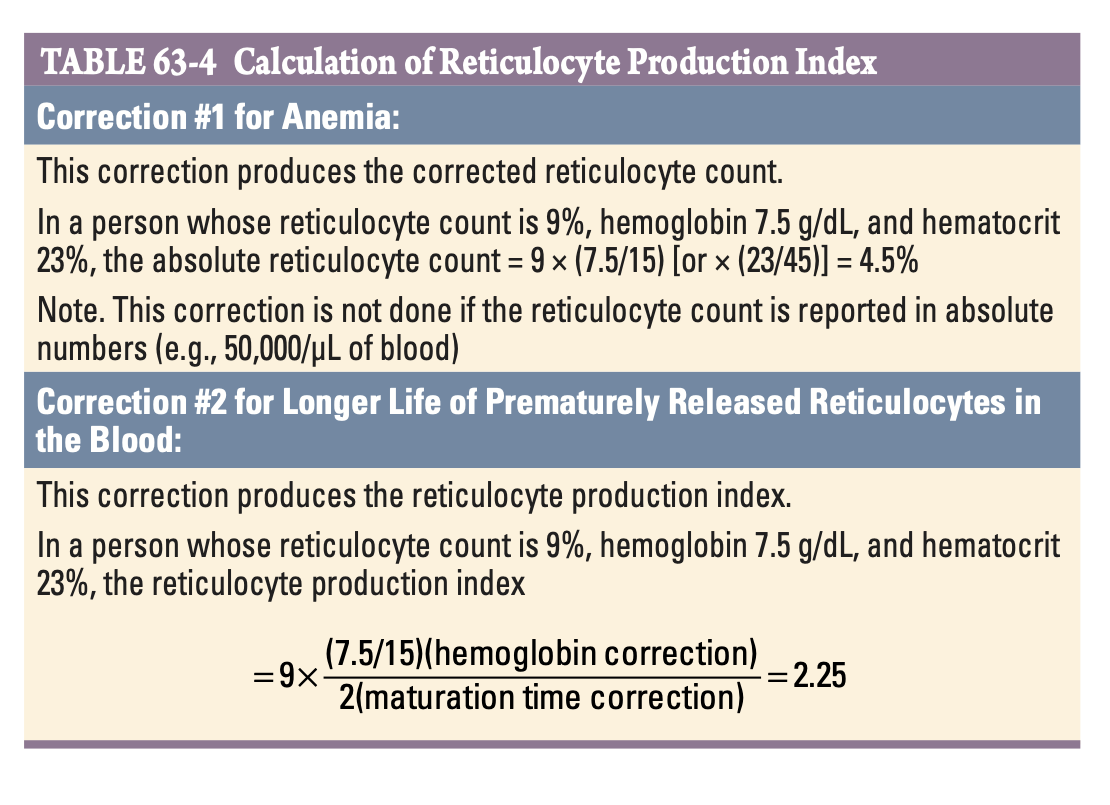 TABLE 63-4 Calculation of Reticulocyte Production Index
Correction #1 for Anemia:
This correction produces the corrected reticulocyte count.
In a person whose reticulocyte count is 9%, hemoglobin 7.5 g/dL, and hematocrit
23%, the absolute reticulocyte count = 9 × (7.5/15) [or × (23/45)] = 4.5%
Note. This correction is not done if the reticulocyte count is reported in absolute
numbers (e.g., 50,000/μL of blood)
Correction #2 for Longer Life of Prematurely Released Reticulocytes in
the Blood:
This correction produces the reticulocyte production index.
In a person whose reticulocyte count is 9%, hemoglobin 7.5 g/dL, and hematocrit
23%, the reticulocyte production index
(7.5/15)(hemoglobin correction)
= 9× = 2.25
2(maturation time correction)